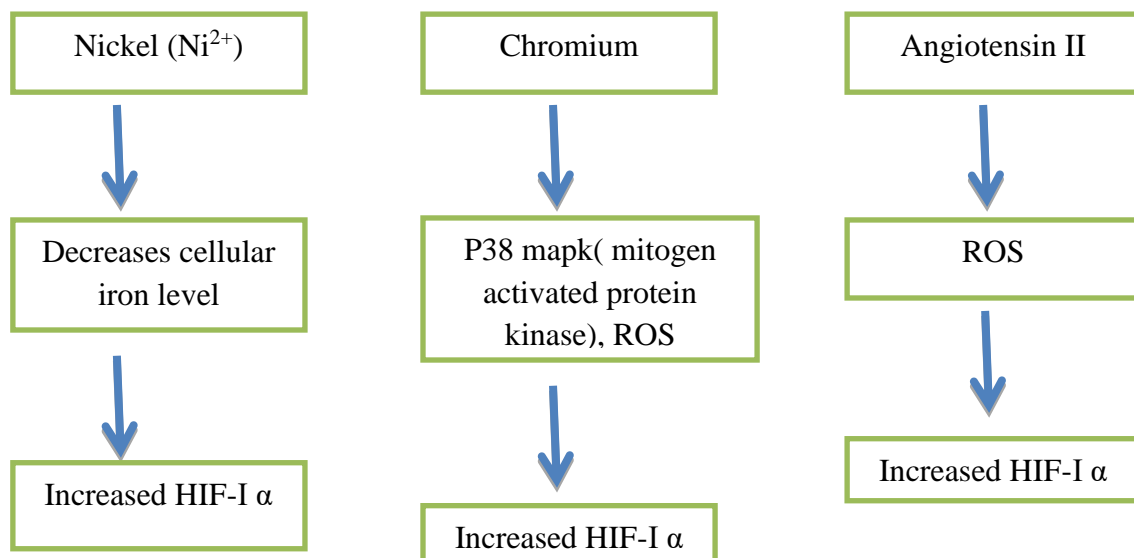 Nickel (Ni²⁺)
Chromium
Angiotensin II
Decreases cellular
iron level
P38 mapk( mitogen
activated protein
kinase), ROS
ROS
Increased HIF-I α
Increased HIF-I α
Increased HIF-I α